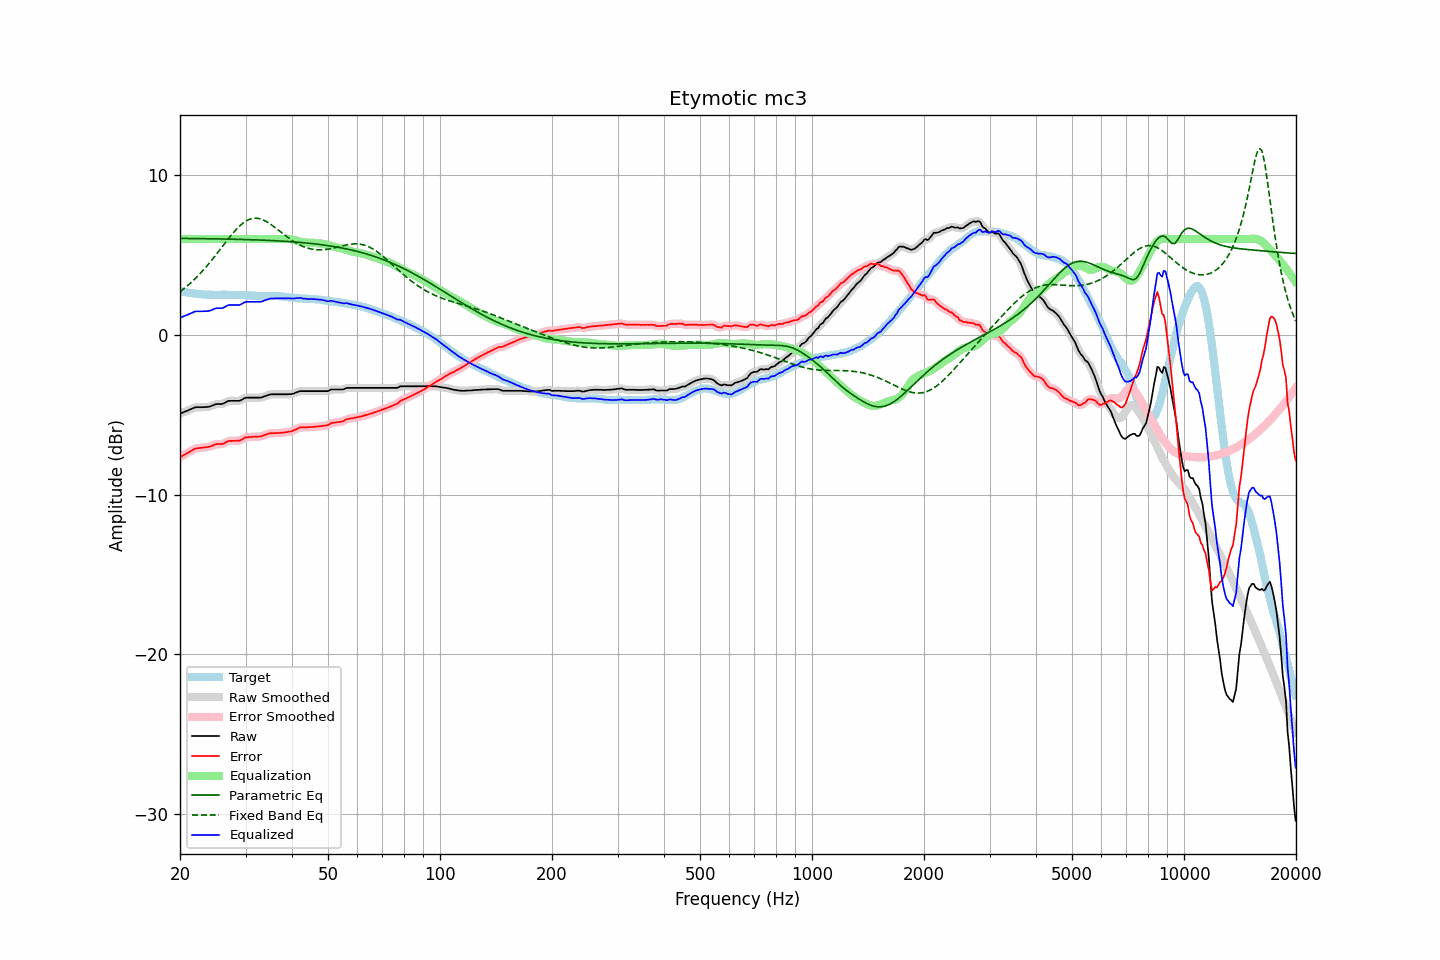 Etymotic mc3
Amplitude (dBr)
10
0
−10
−20
−30
Target
Raw Smoothed
Error Smoothed
Raw
Error
Equalization
Parametric Eq
Fixed Band Eq
Equalized
20 50 100 200 500 1000 2000 5000 10000 20000
Frequency (Hz)